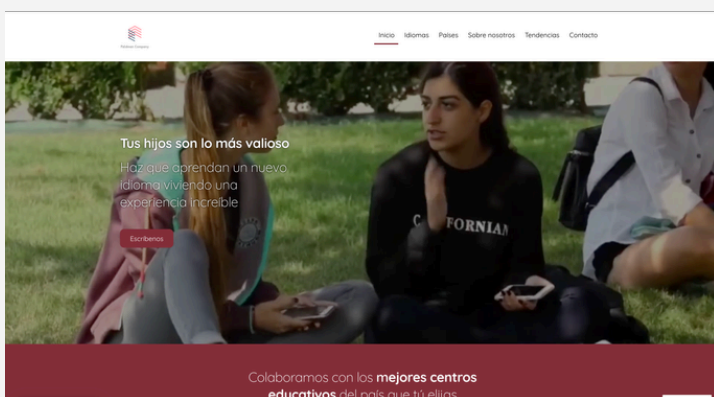 Inicio Idiomas Países Sobre nosotros Tendencias Contacto
Tus hijos son lo más valioso
Haz que aprendan un nuevo
idioma viviendo una
experiencia increíble
Escríbenos
C FORNIAN
Colaboramos con los mejores centros
educativos del país que tú elijas